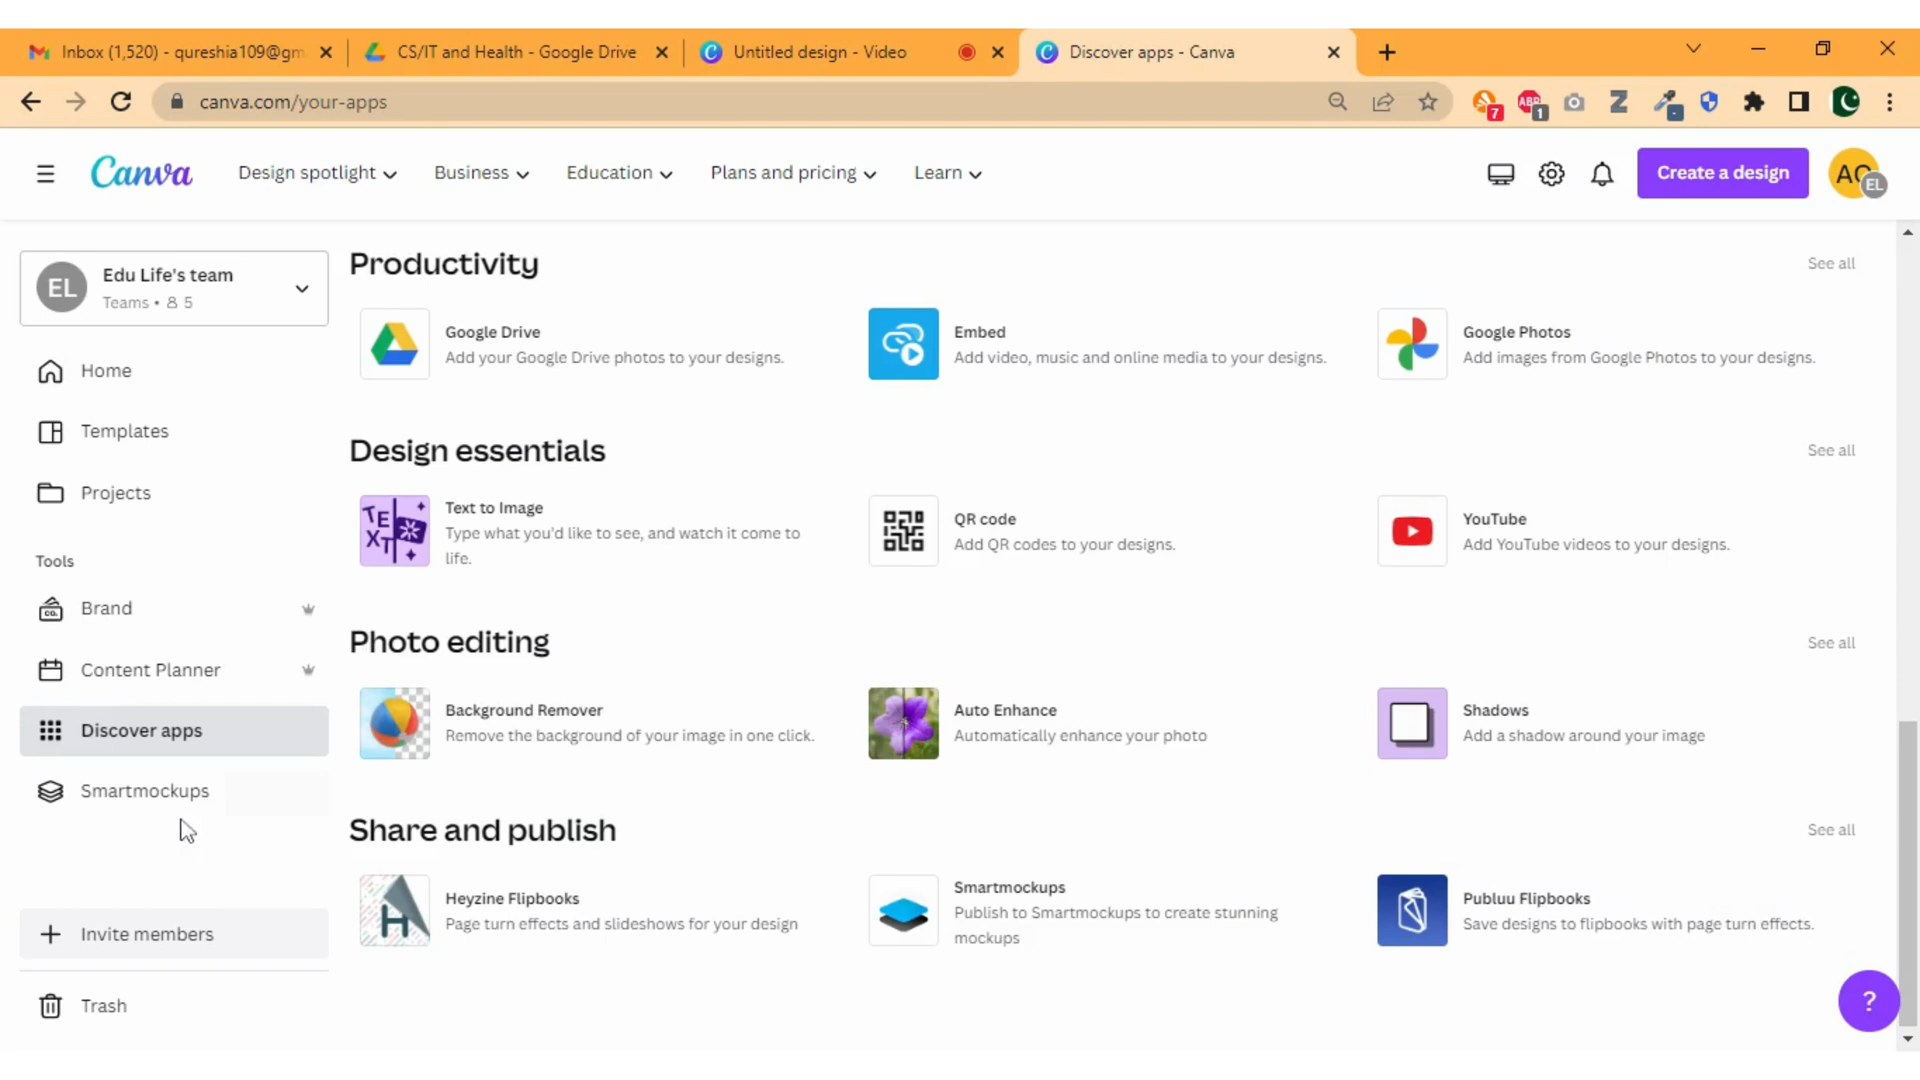 Inbox (1,520) - qureshia109@gm
CS/IT and Health - Google Drive
Untitled design - Video
Discover apps - Canva
canva.com/your-apps
7
ABP
1
Z
Canva
Design spotlight
Business
Education
Plans and pricing
Learn
Create a design
EL
EL
Edu Life's team
Teams • 5
Home
Templates
Projects
Tools
CO.
Brand
Content Planner
Discover apps
Smartmockups
Invite members
Trash
Productivity
See all
Google Drive
Add your Google Drive photos to your designs.
Embed
Add video, music and online media to your designs.
Google Photos
Add images from Google Photos to your designs.
Design essentials
See all
TE
XT
Text to Image
Type what you'd like to see, and watch it come to
life.
QR code
Add QR codes to your designs.
YouTube
Add YouTube videos to your designs.
Photo editing
See all
Background Remover
Remove the background of your image in one click.
Auto Enhance
Automatically enhance your photo
Shadows
Add a shadow around your image
Share and publish
See all
H
Heyzine Flipbooks
Page turn effects and slideshows for your design
Smartmockups
Publish to Smartmockups to create stunning
mockups
Publuu Flipbooks
Save designs to flipbooks with page turn effects.
?